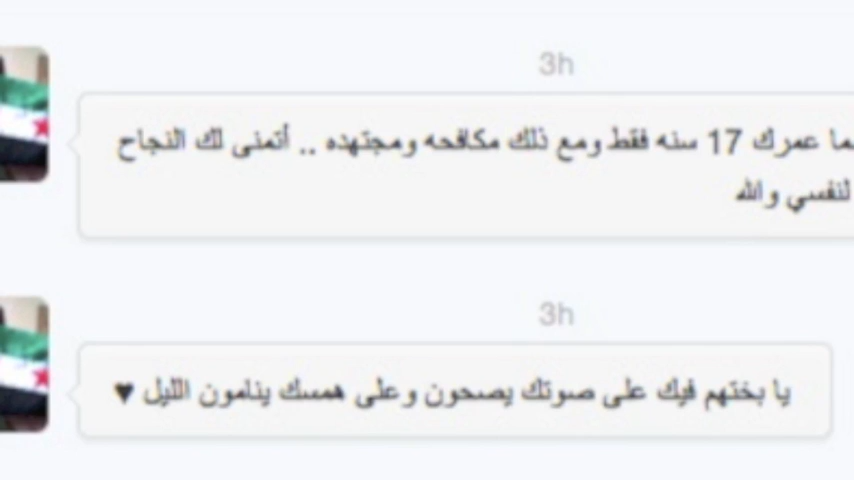 3h
عمرك 17 سنه فقط ومع ذلك مكافحه ومجتهده .. أتمنى لك النجاح
لنفسي والله
3h
يا بختهم فيك على صوتك يصحون وعلى همسك ينامون الليل ♥